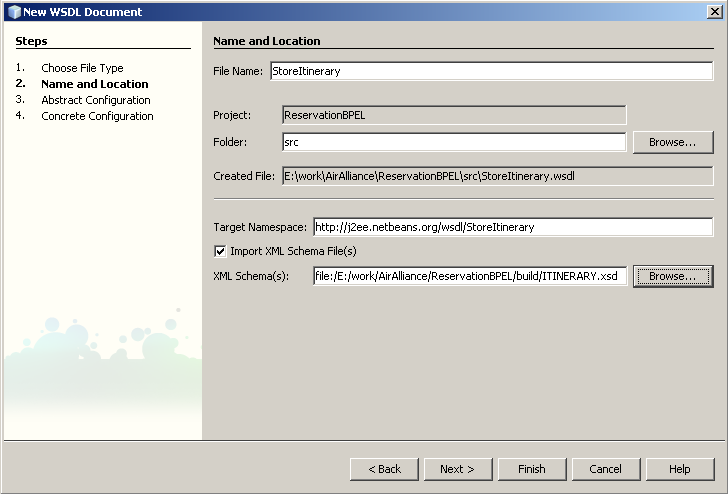 New WSDL Document
Steps
1. Choose File Type
2. Name and Location
3. Abstract Configuration
4. Concrete Configuration
Name and Location
File Name: StoreItinerary
Project: ReservationBPEL
Folder: src Browse...
Created File: E:\work\AirAlliance\ReservationBPEL\src\StoreItinerary.wsdl
Target Namespace: http://j2ee.netbeans.org/wsdl/StoreItinerary
Import XML Schema File(s)
XML Schema(s): file:/E:/work/AirAlliance/ReservationBPEL/build/ITINERARY.xsd Browse...
< Back Next > Finish Cancel Help